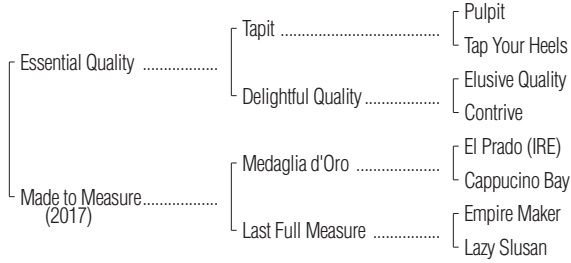 Pulpit
Tapit ......................................
Tap Your Heels
Essential Quality ..................
Elusive Quality
Delightful Quality..................
Contrive
El Prado (IRE)
Medaglia d'Oro ....................
Cappucino Bay
Made to Measure..................
(2017)
Empire Maker
Last Full Measure ................
Lazy Slusan